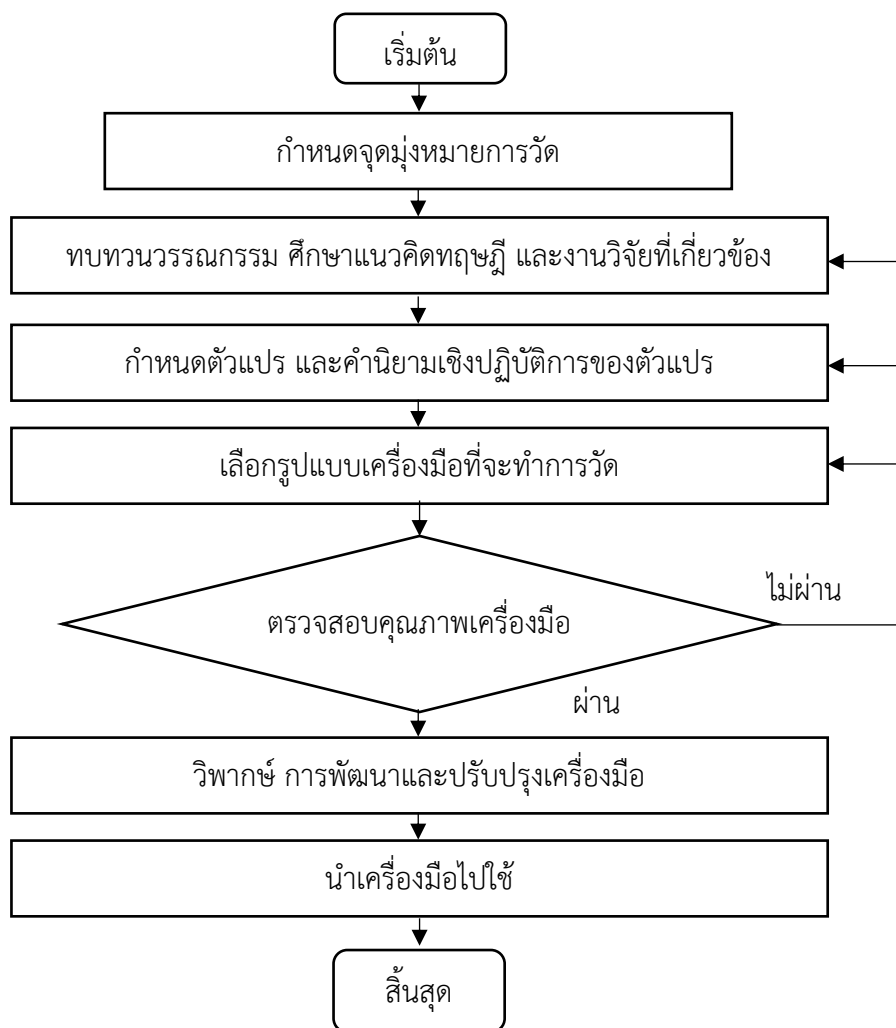 เริ่มต้น
กำหนดจุดมุ่งหมายการวัด
ทบทวนวรรณกรรม ศึกษาแนวคิดทฤษฎี และงานวิจัยที่เกี่ยวข้อง
กำหนดตัวแปร และคำนิยามเชิงปฏิบัติการของตัวแปร
เลือกรูปแบบเครื่องมือที่จะทำการวัด
ไม่ผ่าน
ตรวจสอบคุณภาพเครื่องมือ
ผ่าน
วิพากษ์ การพัฒนาและปรับปรุงเครื่องมือ
นำเครื่องมือไปใช้
สิ้นสุด